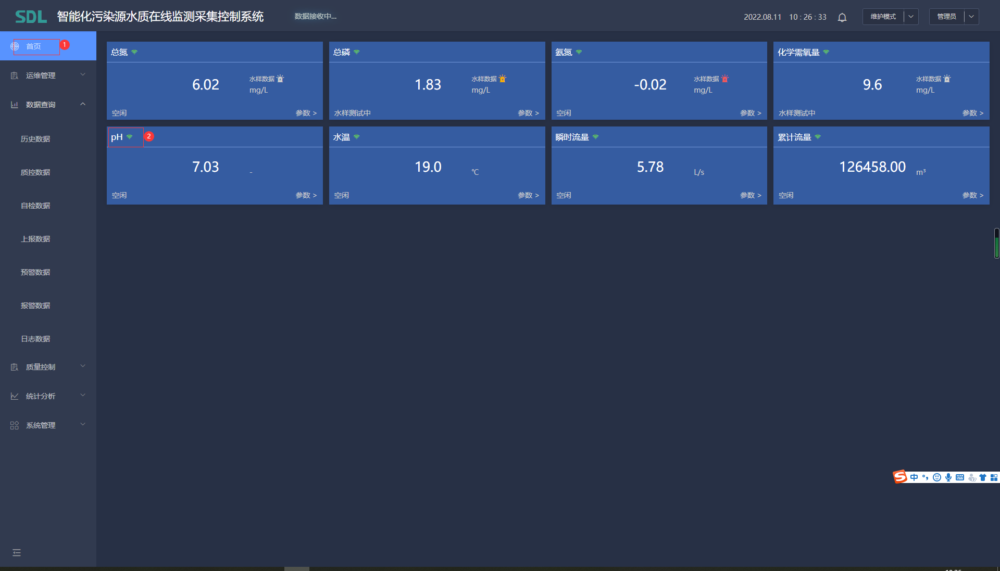 SDL 智能化污染源水质在线监测采集控制系统 数据接收中... 2022.08.11 10 : 26 : 33 维护模式 管理员
首页 1
运维管理
数据查询
历史数据
质控数据
自检数据
上报数据
预警数据
报警数据
日志数据
质量控制
统计分析
系统管理
总氮
6.02 水样数据
mg/L
空闲 参数 >
总磷
1.83 水样数据
mg/L
水样测试中 参数 >
氨氮
-0.02 水样数据
mg/L
空闲 参数 >
化学需氧量
9.6 水样数据
mg/L
水样测试中 参数 >
pH 2
7.03 -
空闲 参数 >
水温
19.0 ℃
空闲 参数 >
瞬时流量
5.78 L/s
空闲 参数 >
累计流量
126458.00 m³
空闲 参数 >
S 中